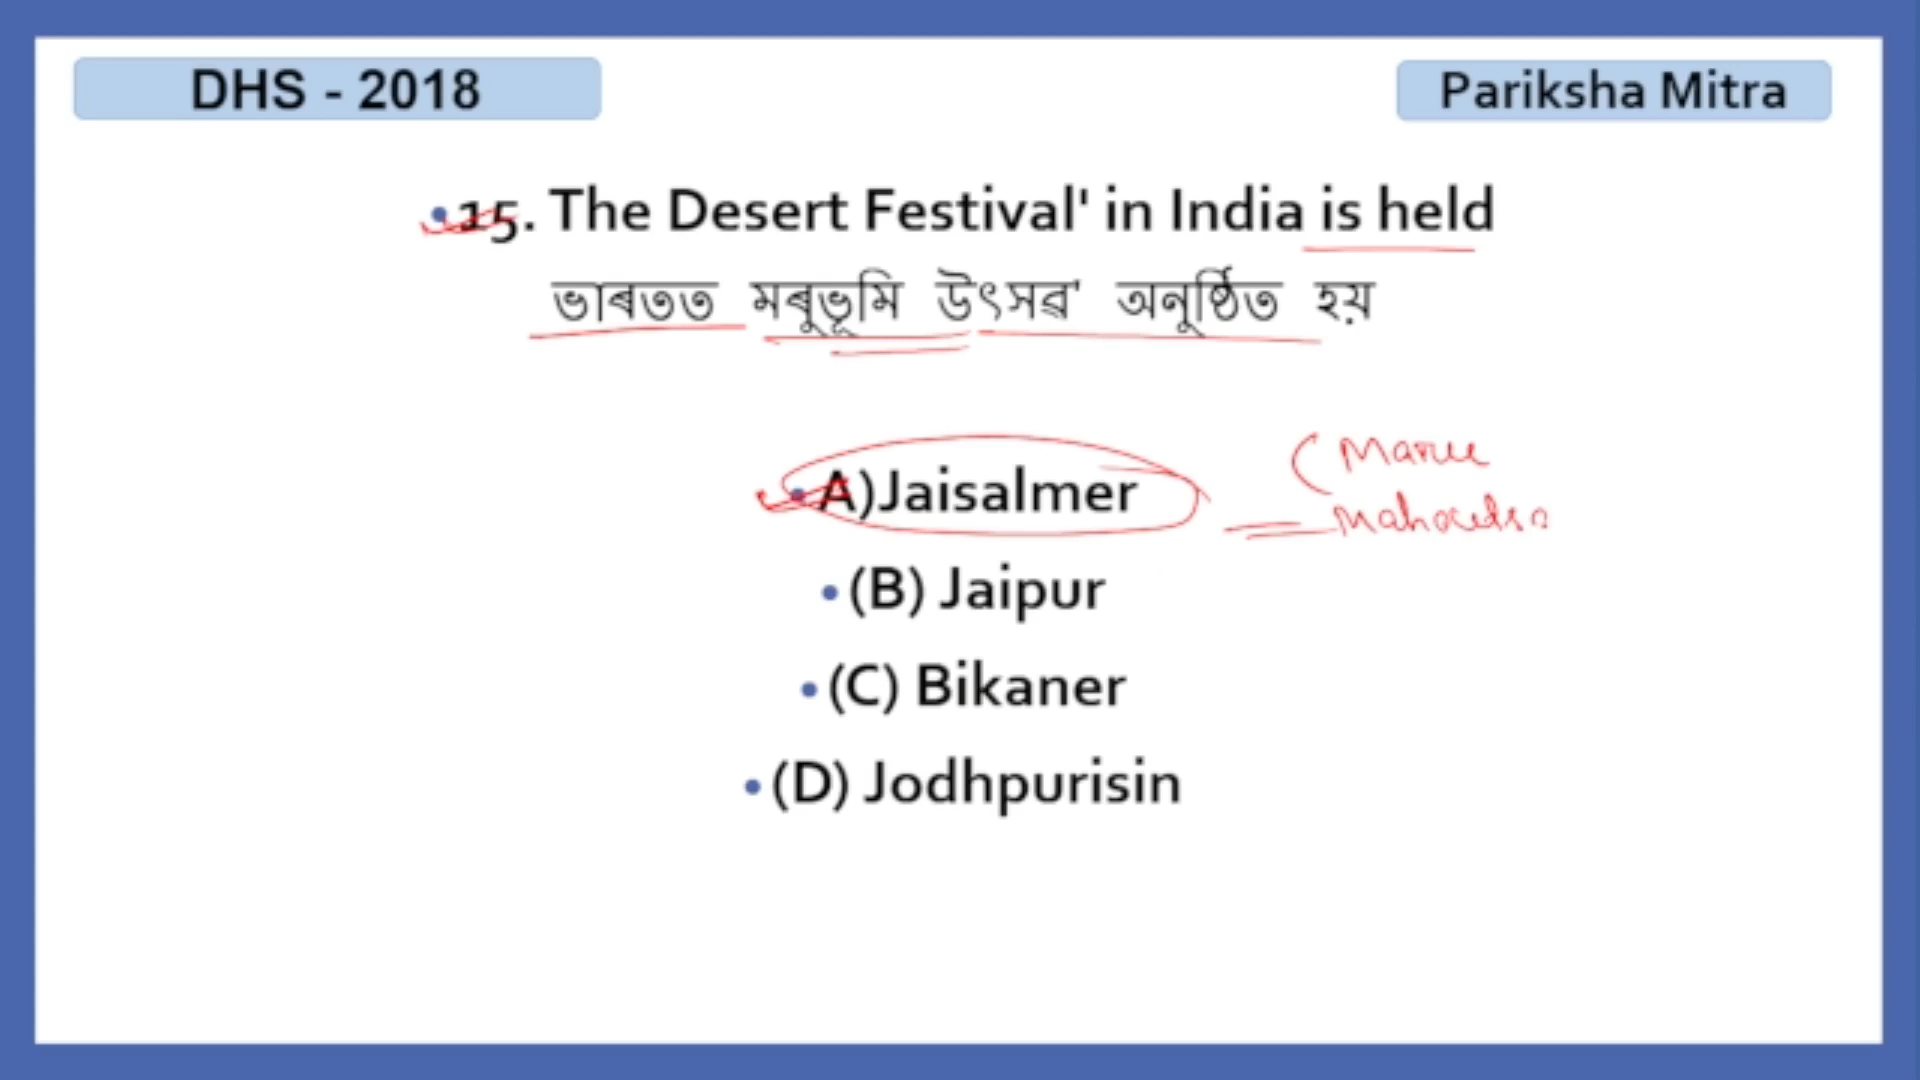 DHS - 2018
Pariksha Mitra
• 15. The Desert Festival' in India is held
ভাৰতত মৰুভূমি উৎসৱ' অনুষ্ঠিত হয়
• A)Jaisalmer
(Maru
Mahautso
• (B) Jaipur
• (C) Bikaner
• (D) Jodhpurisin